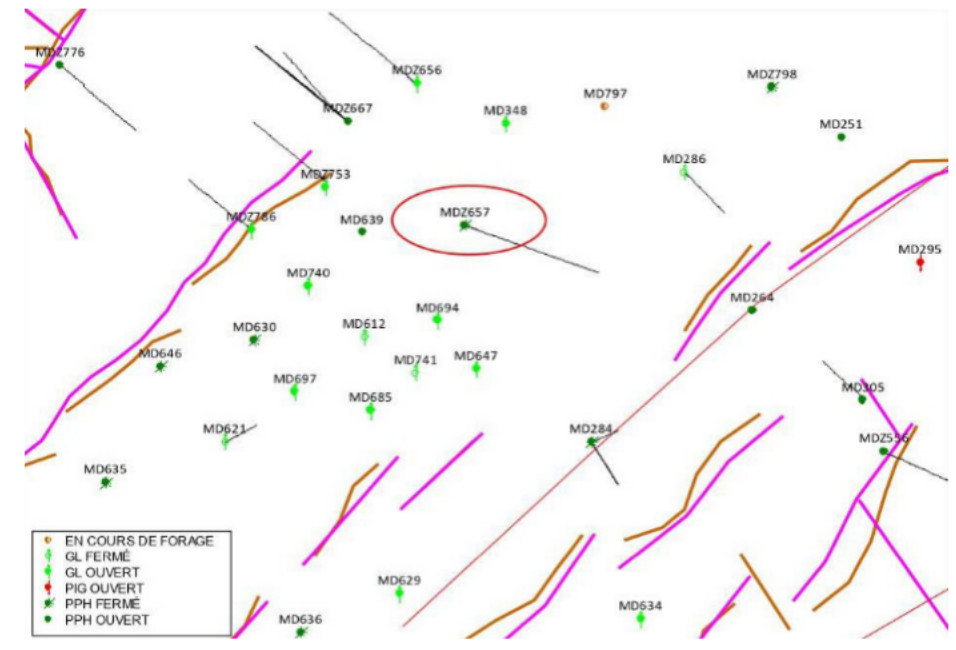 MDZ776
MDZ656
MDZ798
MD797
MDZ667
MD348
MD251
MD286
MDZ753
MDZ786
MD639
MDZ657
MD295
MD740
MD264
MD694
MD630
MD612
MD646
MD741
MD647
MD697
MD305
MD685
MD621
MD284
MDZ556
MD635
EN COURS DE FORAGE
GL FERMÉ
GL OUVERT
PIG OUVERT
PPH FERMÉ
PPH OUVERT
MD629
MD634
MD636